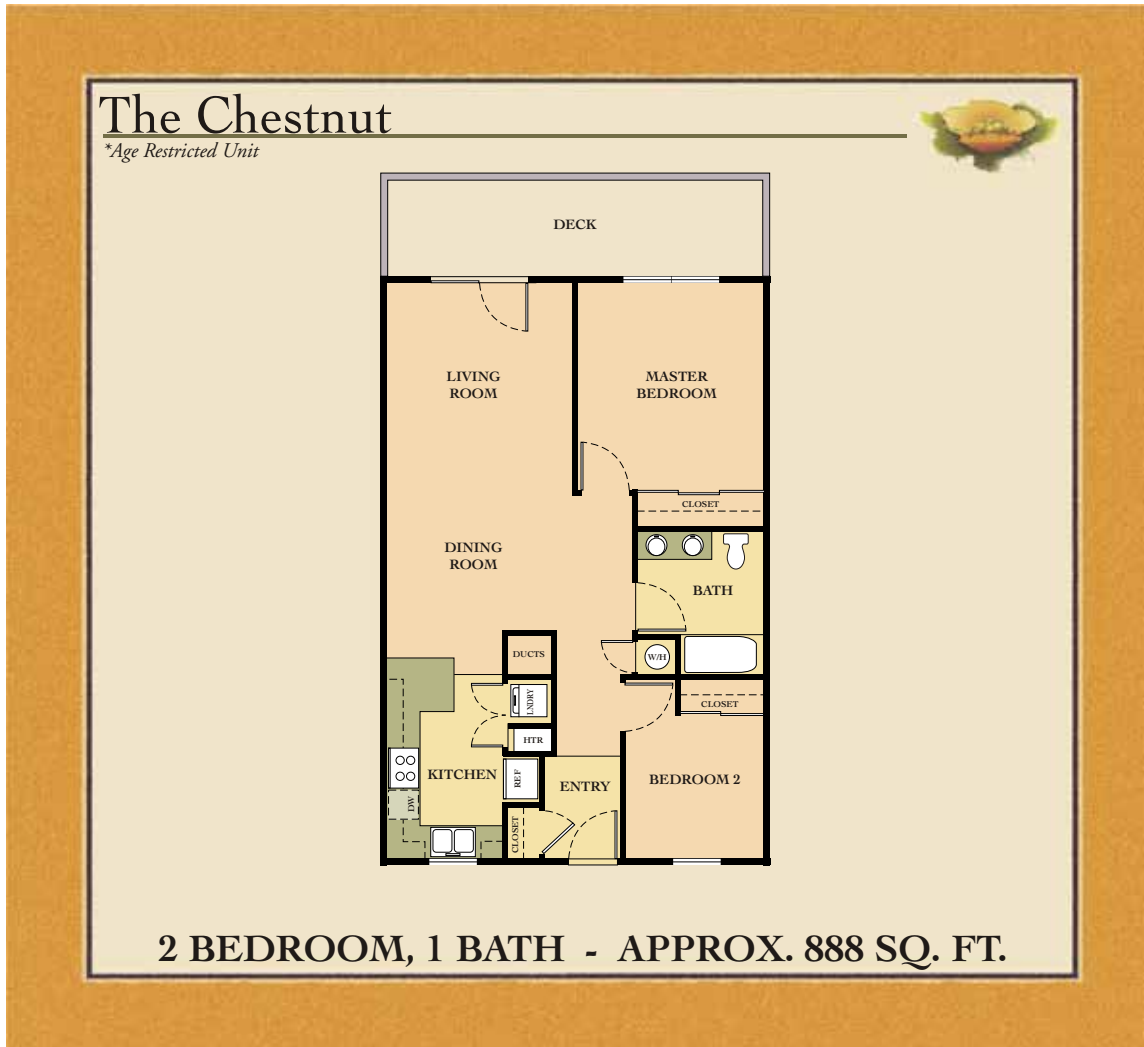 The Chestnut
*Age Restricted Unit
DECK
LIVING
ROOM
MASTER
BEDROOM
CLOSET
DINING
ROOM
BATH
DUCTS
W/H
LNDRY
CLOSET
HTR
KITCHEN
REF
ENTRY
BEDROOM 2
DW
CLOSET
2 BEDROOM, 1 BATH - APPROX. 888 SQ. FT.